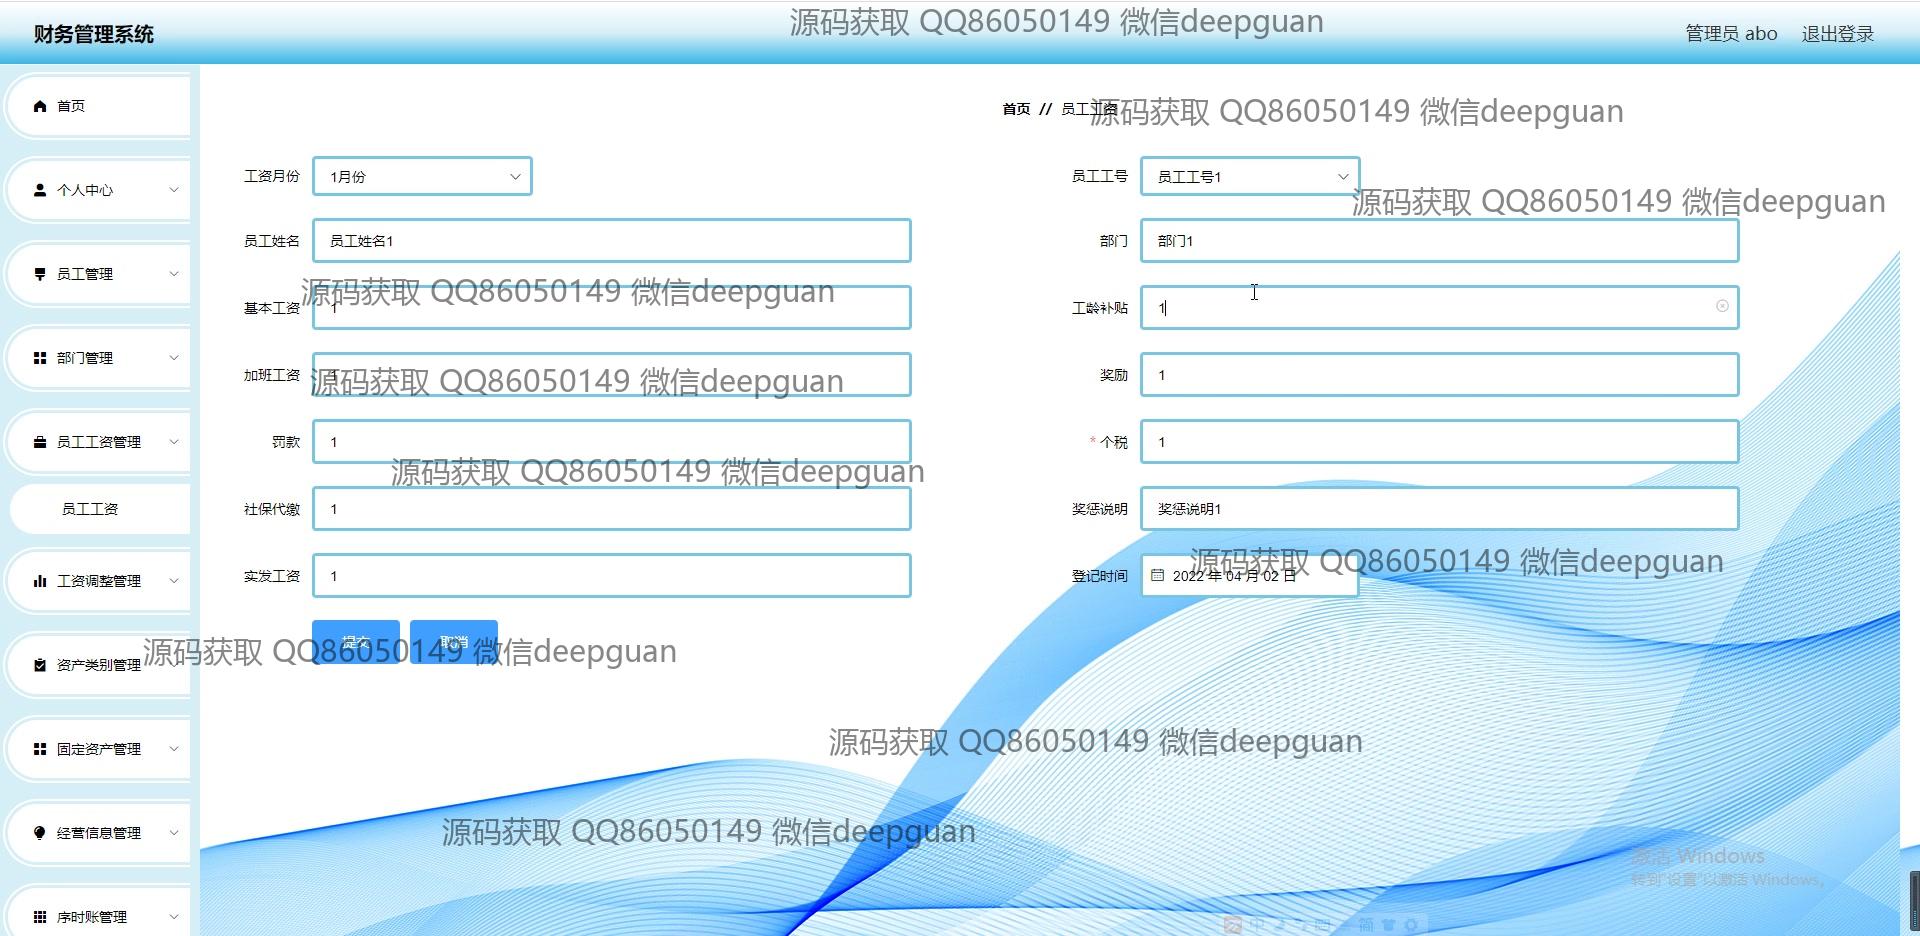 财务管理系统
源码获取 QQ86050149 微信deepguan
管理员 abo 退出登录
首页
首页 // 员工工资
源码获取 QQ86050149 微信deepguan
工资月份 1月份
员工工号 员工工号1
个人中心
源码获取 QQ86050149 微信deepguan
员工姓名 员工姓名1
部门 部门1
员工管理
源码获取 QQ86050149 微信deepguan
基本工资 1
工龄补贴 1
部门管理
加班工资 1
源码获取 QQ86050149 微信deepguan
奖励 1
员工工资管理
罚款 1
* 个税 1
源码获取 QQ86050149 微信deepguan
员工工资
社保代缴 1
奖惩说明 奖惩说明1
源码获取 QQ86050149 微信deepguan
工资调整管理
实发工资 1
登记时间 2022 年 04 月 02 日
提交 取消
源码获取 QQ86050149 微信deepguan
资产类别管理
固定资产管理
源码获取 QQ86050149 微信deepguan
经营信息管理
源码获取 QQ86050149 微信deepguan
激活 Windows
转到"设置"以激活 Windows。
序时账管理
中 简